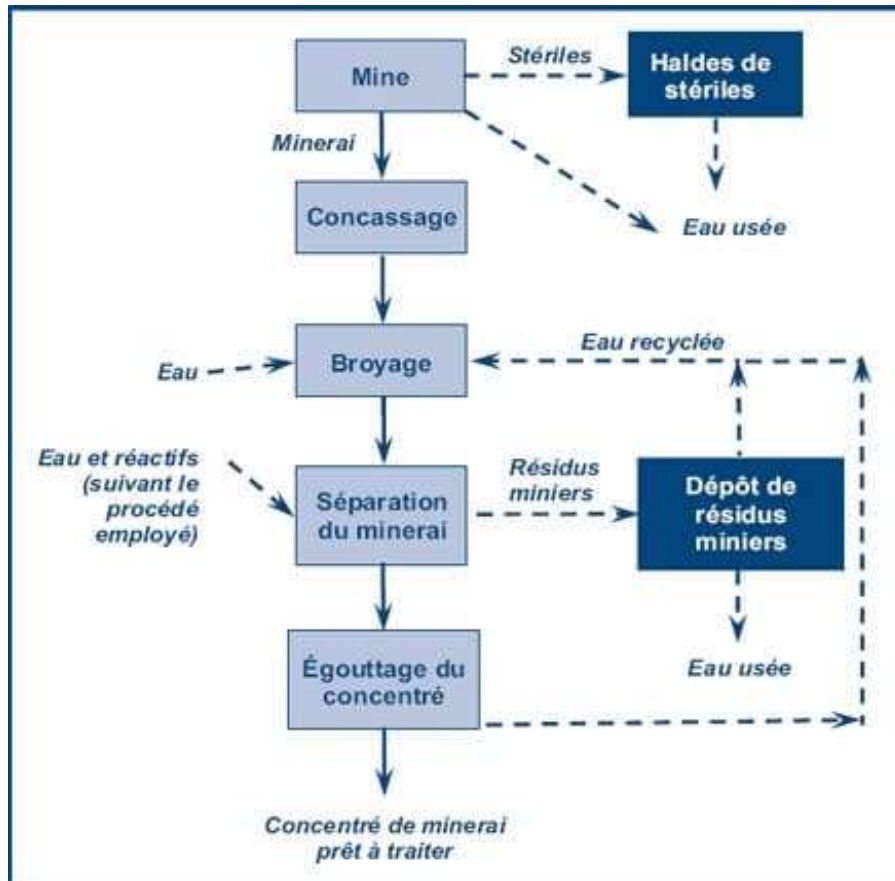 Stériles
Mine
Haldes de
stériles
Minerai
Concassage
Eau usée
Eau recyclée
Broyage
Eau
Eau et réactifs
(suivant le
procédé
employé)
Résidus
miniers
Séparation
du minerai
Dépôt de
résidus
miniers
Eau usée
Égouttage du
concentré
Concentré de minerai
prêt à traiter